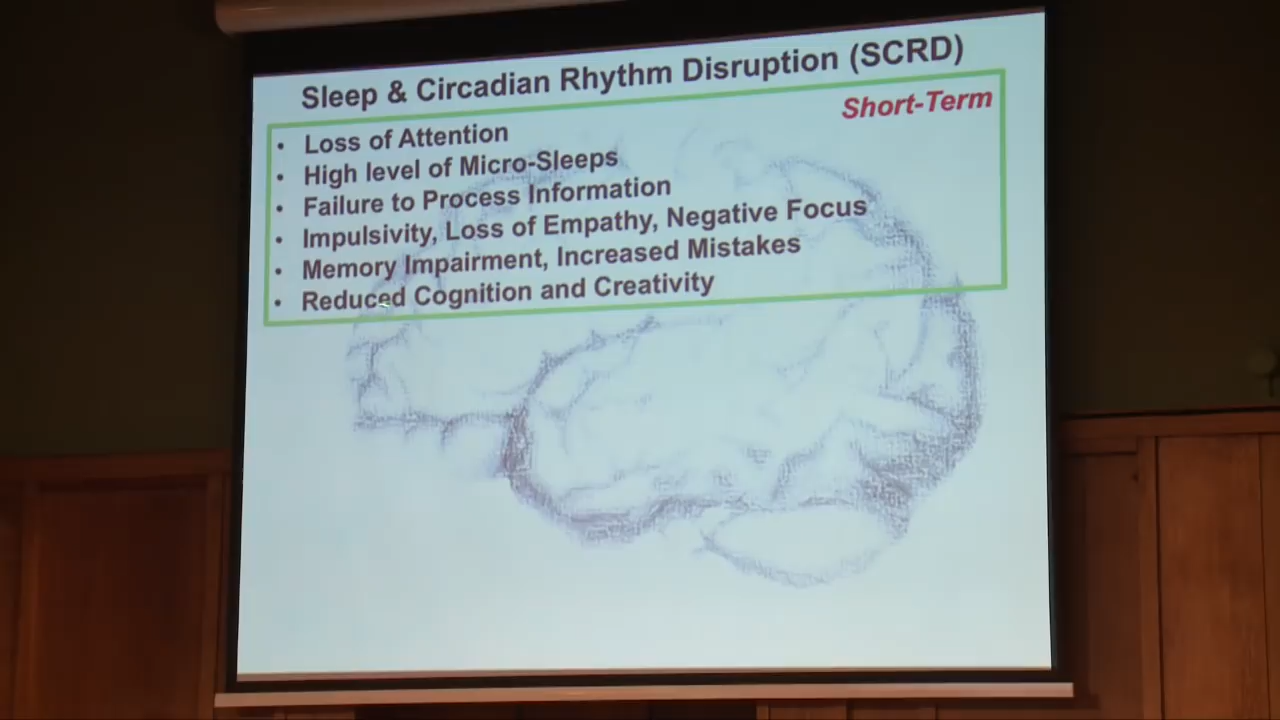 Sleep & Circadian Rhythm Disruption (SCRD)
Short-Term
• Loss of Attention
• High level of Micro-Sleeps
• Failure to Process Information
• Impulsivity, Loss of Empathy, Negative Focus
• Memory Impairment, Increased Mistakes
• Reduced Cognition and Creativity